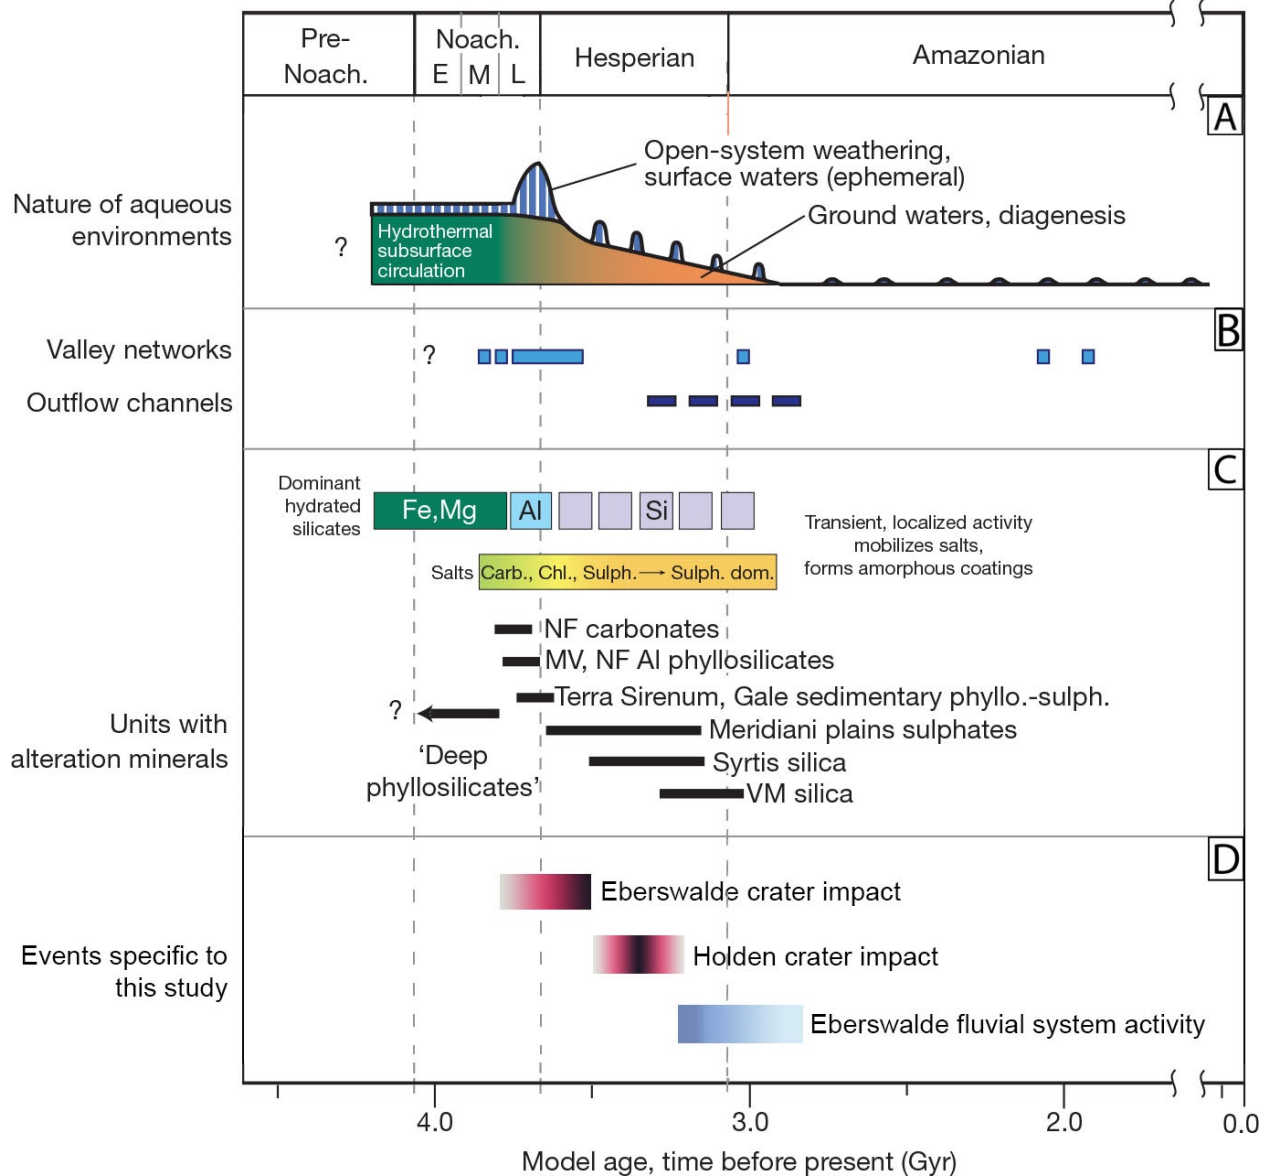 Pre-
Noach.
Noach.
E M L
Hesperian
Amazonian
A
Nature of aqueous
environments
?
Hydrothermal
subsurface
circulation
Open-system weathering,
surface waters (ephemeral)
Ground waters, diagenesis
B
Valley networks
?
Outflow channels
C
Dominant
hydrated
silicates
Fe,Mg
Al
Si
Transient, localized activity
mobilizes salts,
forms amorphous coatings
Salts
Carb., Chl., Sulph.→ Sulph. dom.
NF carbonates
MV, NF Al phyllosilicates
Terra Sirenum, Gale sedimentary phyllo.-sulph.
?
Units with
alteration minerals
Meridiani plains sulphates
‘Deep
phyllosilicates’
Syrtis silica
VM silica
D
Eberswalde crater impact
Events specific to
this study
Holden crater impact
Eberswalde fluvial system activity
4.0
3.0
2.0
0.0
Model age, time before present (Gyr)